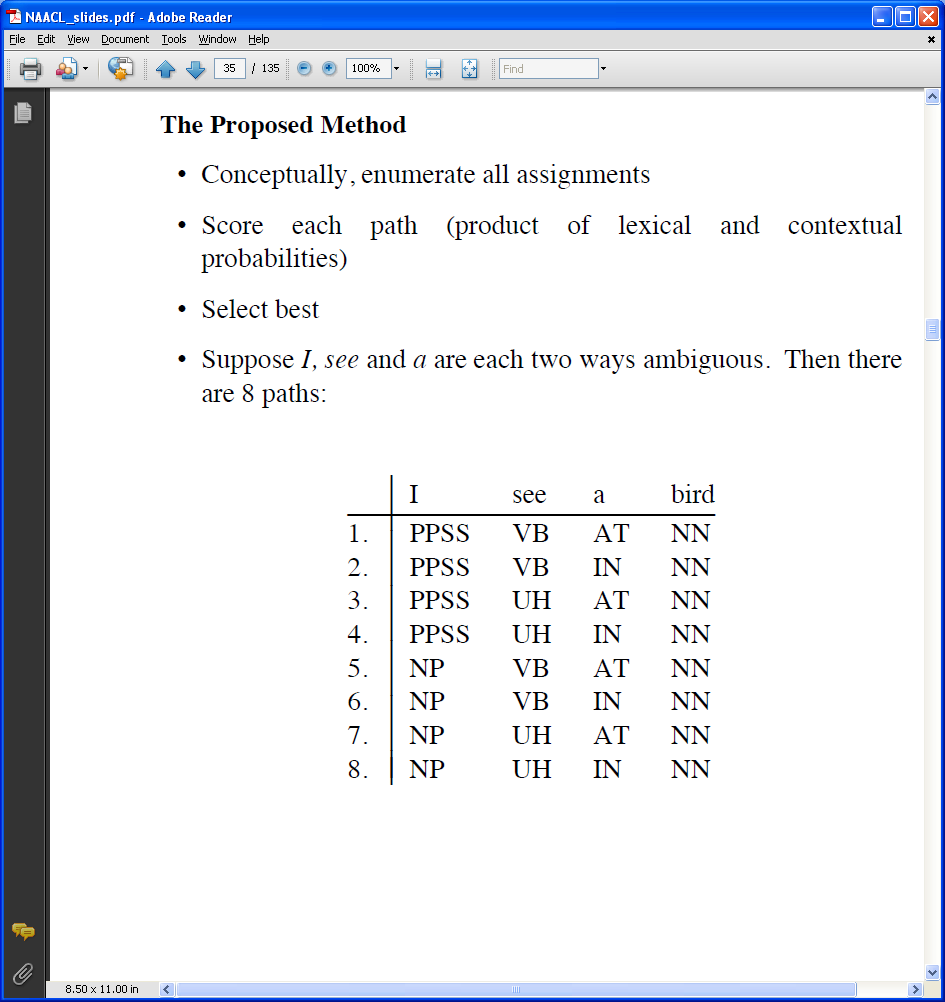 NAACL_slides.pdf - Adobe Reader
File Edit View Document Tools Window Help
35 / 135 100% Find
The Proposed Method
• Conceptually, enumerate all assignments
• Score each path (product of lexical and contextual
probabilities)
• Select best
• Suppose I, see and a are each two ways ambiguous. Then there
are 8 paths:
I see a bird
1. PPSS VB AT NN
2. PPSS VB IN NN
3. PPSS UH AT NN
4. PPSS UH IN NN
5. NP VB AT NN
6. NP VB IN NN
7. NP UH AT NN
8. NP UH IN NN
8.50 x 11.00 in